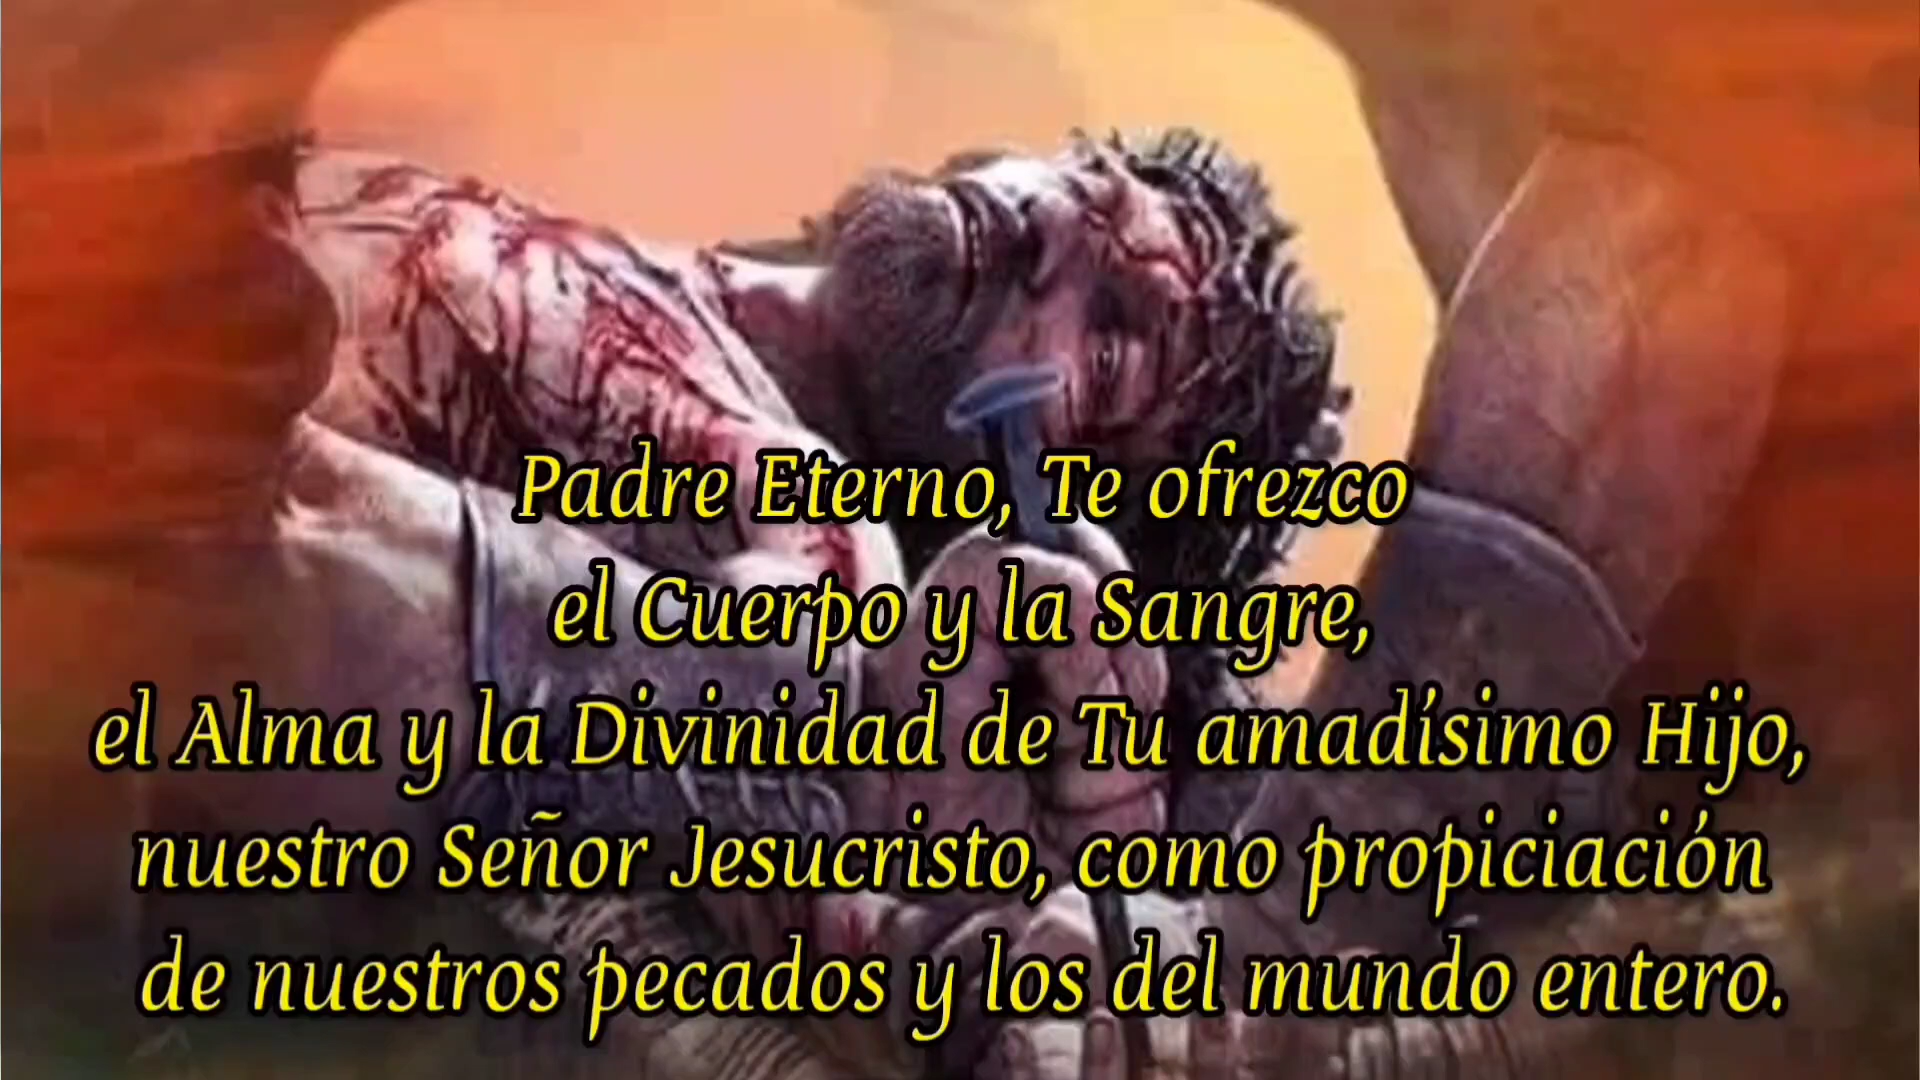 Padre Eterno, Te ofrezco
el Cuerpo y la Sangre,
el Alma y la Divinidad de Tu amadísimo Hijo,
nuestro Señor Jesucristo, como propiciación
de nuestros pecados y los del mundo entero.